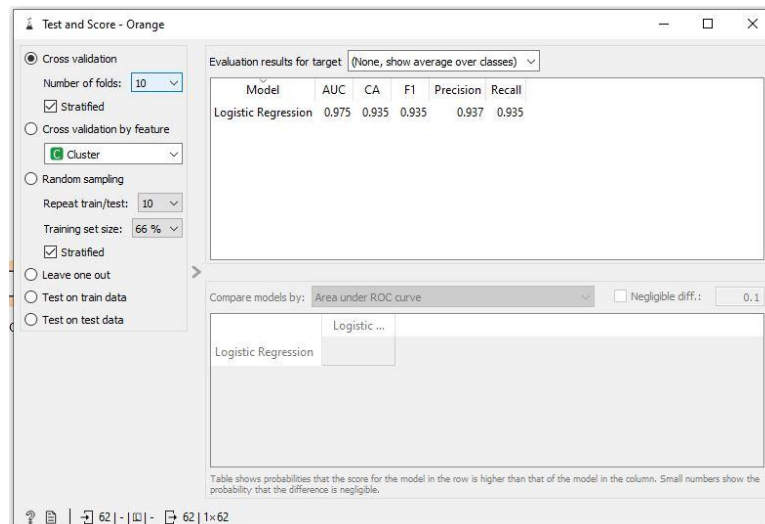 Test and Score - Orange
Cross validation
Number of folds: 10
Stratified
Cross validation by feature
C Cluster
Random sampling
Repeat train/test: 10
Training set size: 66 %
Stratified
Leave one out
Test on train data
Test on test data
Evaluation results for target (None, show average over classes)
Model AUC CA F1 Precision Recall
Logistic Regression 0.975 0.935 0.935 0.937 0.935
Compare models by: Area under ROC curve Negligible diff.: 0.1
Logistic ...
Logistic Regression
Table shows probabilities that the score for the model in the row is higher than that of the model in the column. Small numbers show the
probability that the difference is negligible.
? 62 | - | - 62 | 1×62